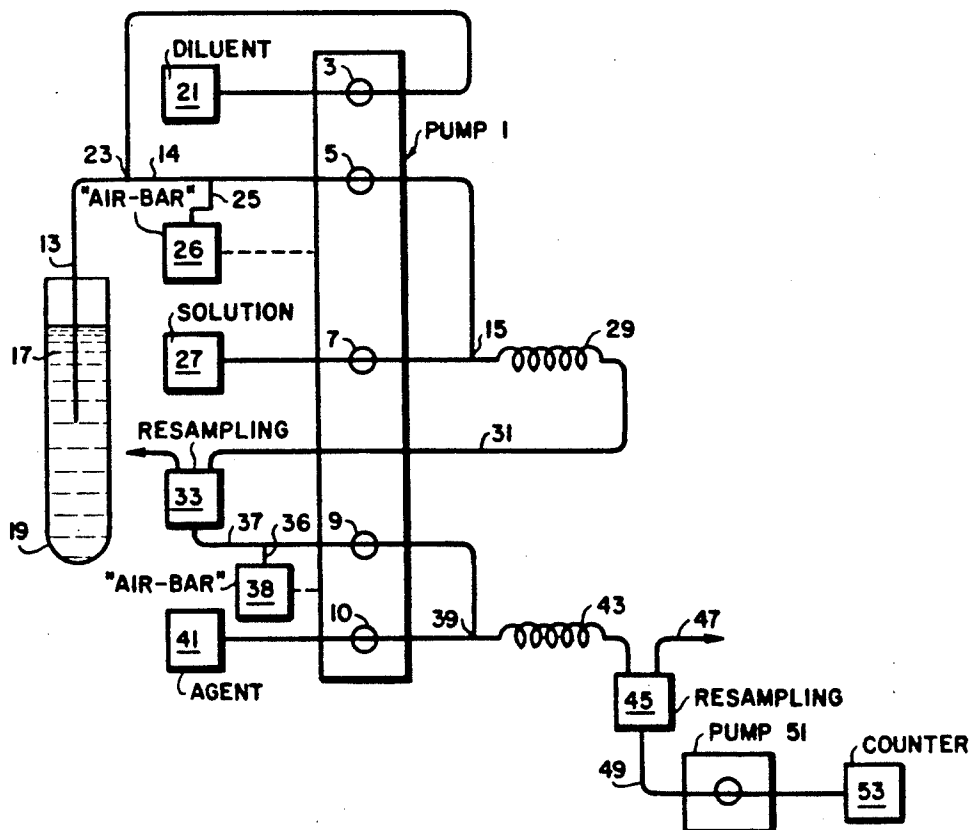 DILUENT
21
3
PUMP 1
23
14
5
"AIR-BAR"
25
13
26
SOLUTION
17
27
7
15
29
RESAMPLING
31
33
19
37
36
9
"AIR-BAR"
38
10
39
43
47
41
AGENT
45
RESAMPLING
PUMP 51
COUNTER
49
53